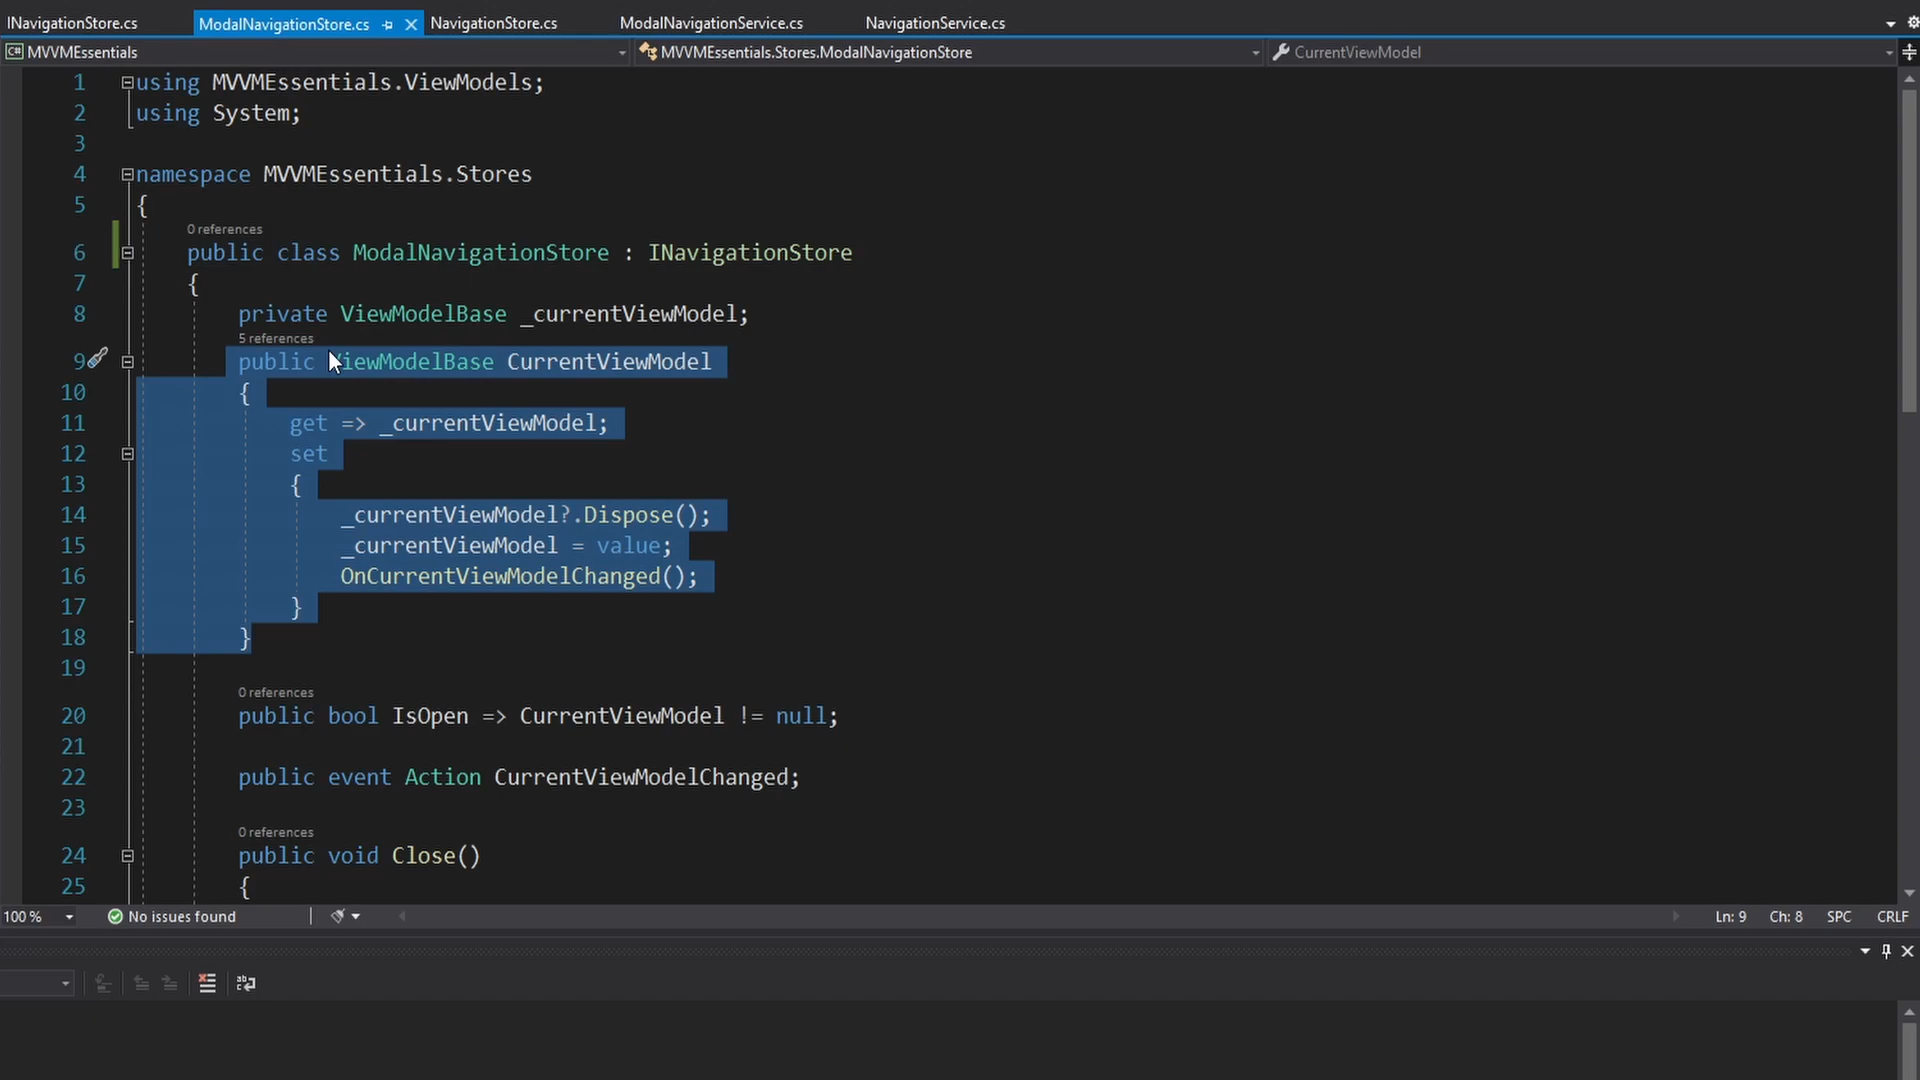 INavigationStore.cs ModalNavigationStore.cs NavigationStore.cs ModalNavigationService.cs NavigationService.cs
C# MVVMEssentials MVVMEssentials.Stores.ModalNavigationStore CurrentViewModel
1 using MVVMEssentials.ViewModels;
2 using System;
3
4 namespace MVVMEssentials.Stores
5 {
0 references
6 public class ModalNavigationStore : INavigationStore
7 {
8 private ViewModelBase _currentViewModel;
5 references
9 public ViewModelBase CurrentViewModel
10 {
11 get => _currentViewModel;
12 set
13 {
14 _currentViewModel?.Dispose();
15 _currentViewModel = value;
16 OnCurrentViewModelChanged();
17 }
18 }
19
0 references
20 public bool IsOpen => CurrentViewModel != null;
21
22 public event Action CurrentViewModelChanged;
23
0 references
24 public void Close()
25 {
100 % No issues found Ln: 9 Ch: 8 SPC CRLF